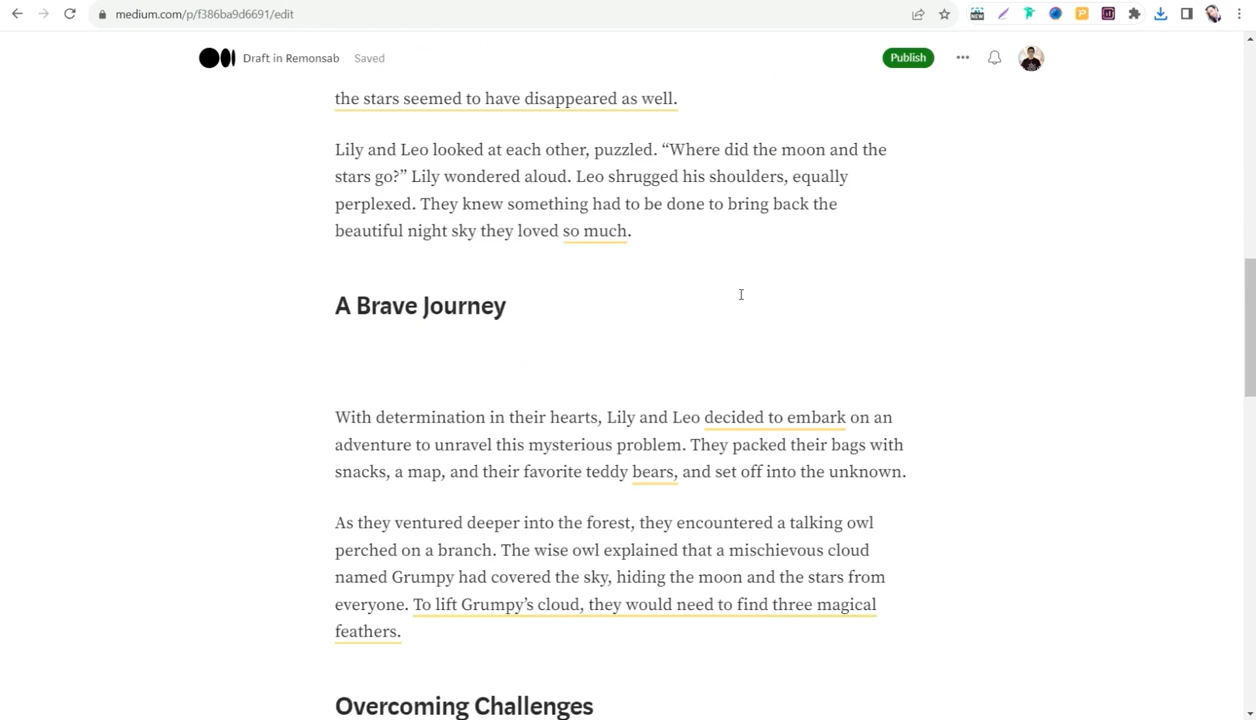 medium.com/p/f386ba9d6691/edit
Draft in Remonsab Saved
Publish
the stars seemed to have disappeared as well.
Lily and Leo looked at each other, puzzled. “Where did the moon and the
stars go?” Lily wondered aloud. Leo shrugged his shoulders, equally
perplexed. They knew something had to be done to bring back the
beautiful night sky they loved so much.
A Brave Journey
With determination in their hearts, Lily and Leo decided to embark on an
adventure to unravel this mysterious problem. They packed their bags with
snacks, a map, and their favorite teddy bears, and set off into the unknown.
As they ventured deeper into the forest, they encountered a talking owl
perched on a branch. The wise owl explained that a mischievous cloud
named Grumpy had covered the sky, hiding the moon and the stars from
everyone. To lift Grumpy’s cloud, they would need to find three magical
feathers.
Overcoming Challenges